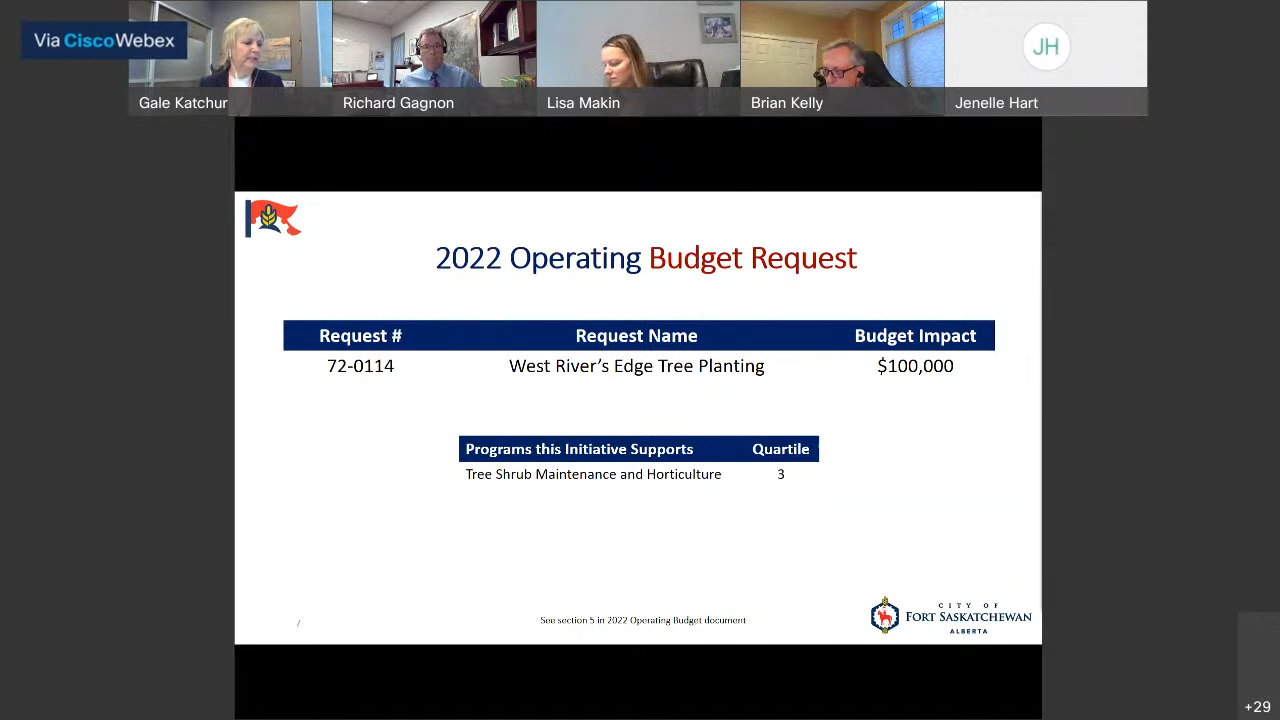 Via Cisco Webex
Gale Katchur
Richard Gagnon
Lisa Makin
Brian Kelly
JH
Jenelle Hart
2022 Operating Budget Request
Request # Request Name Budget Impact
72-0114 West River's Edge Tree Planting $100,000
Programs this Initiative Supports Quartile
Tree Shrub Maintenance and Horticulture 3
See section 5 in 2022 Operating Budget document
CITY OF
FORT SASKATCHEWAN
ALBERTA
+29